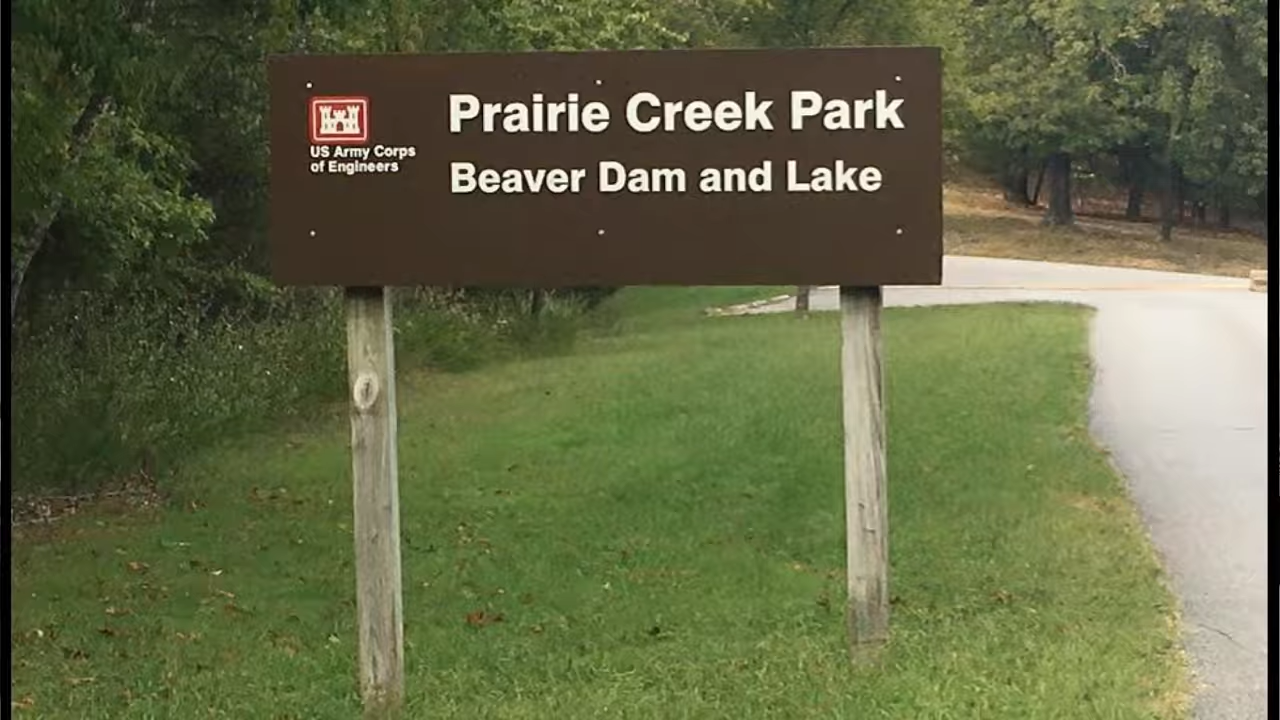 Prairie Creek Park
US Army Corps
of Engineers
Beaver Dam and Lake